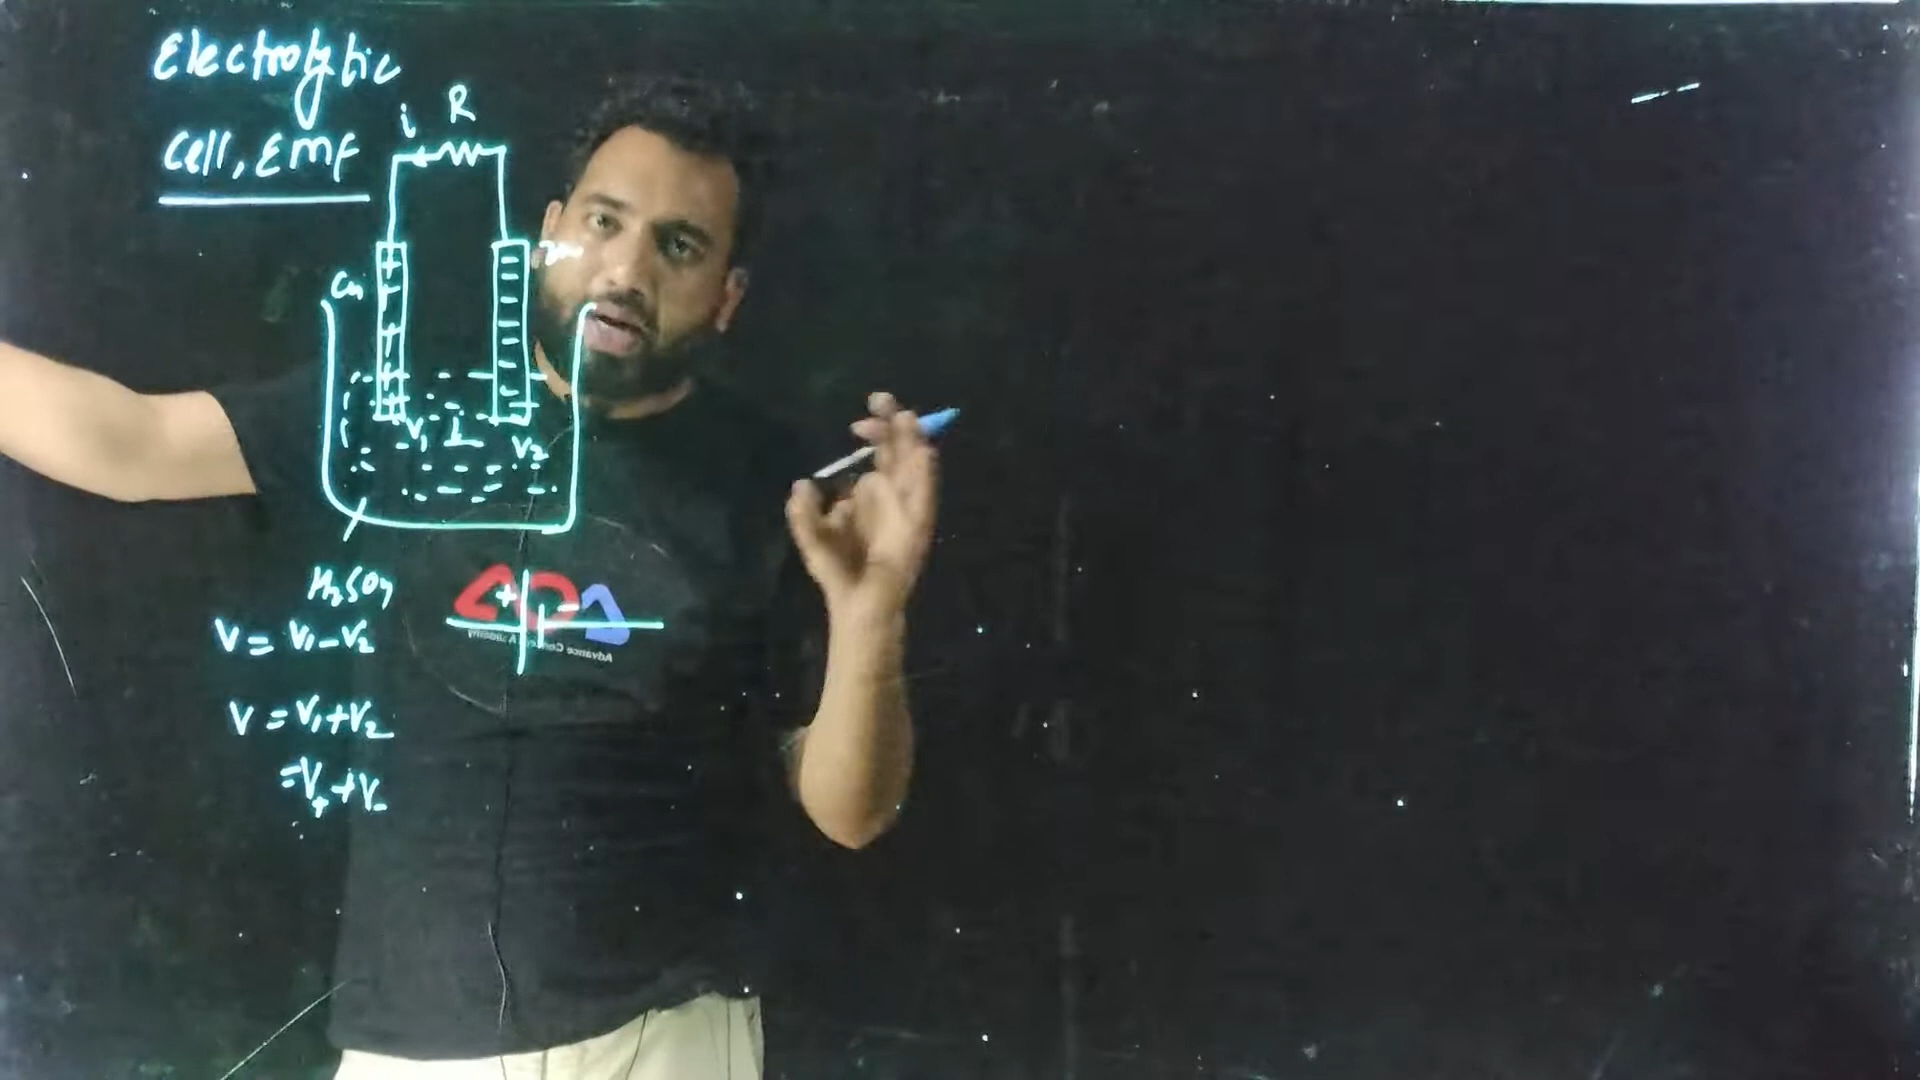 Electrolytic
Cell, EMF
i R
Cu
V₁ V₂
H₂SO₄
V = V₁ - V₂
V = V₁ + V₂
= V₊ + V₋
+ -